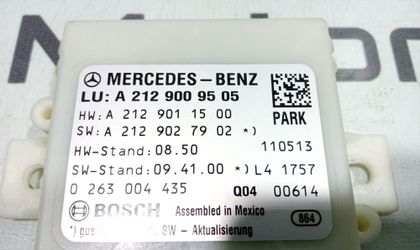 MERCEDES-BENZ
LU: A 212 900 95 05
HW: A 212 901 15 00
PARK
SW: A 212 902 79 02 *)
HW-Stand: 08.50
110513
SW-Stand: 09.41.00 *) L4 1757
0 263 004 435
Q04 00614
BOSCH Assembled in Mexico
864
SW - Aktualisierung